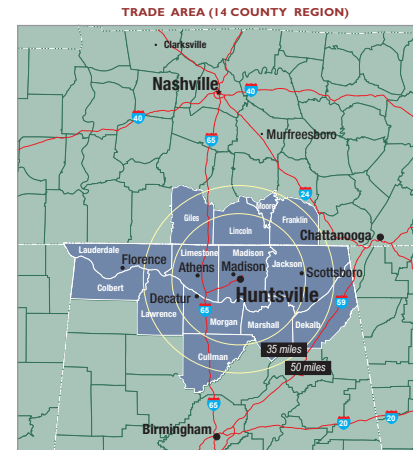 TRADE AREA (14 COUNTY REGION)
Clarksville
Nashville
40
40
65
Murfreesboro
24
Giles
Lincoln
Moore
Franklin
Chattanooga
Lauderdale
Florence
Limestone
Athens
Madison
Madison
Jackson
Scottsboro
Colbert
Decatur
Huntsville
59
Lawrence
65
Morgan
Marshall
Dekalb
35 miles
50 miles
Cullman
65
20
20
Birmingham